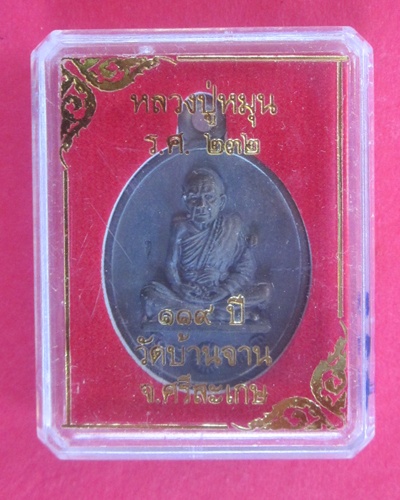 หลวงปู่หมุน
ร.ศ. ๒๓๒
๑๑๙ ปี
วัดบ้านจาน
จ.ศรีสะเกษ